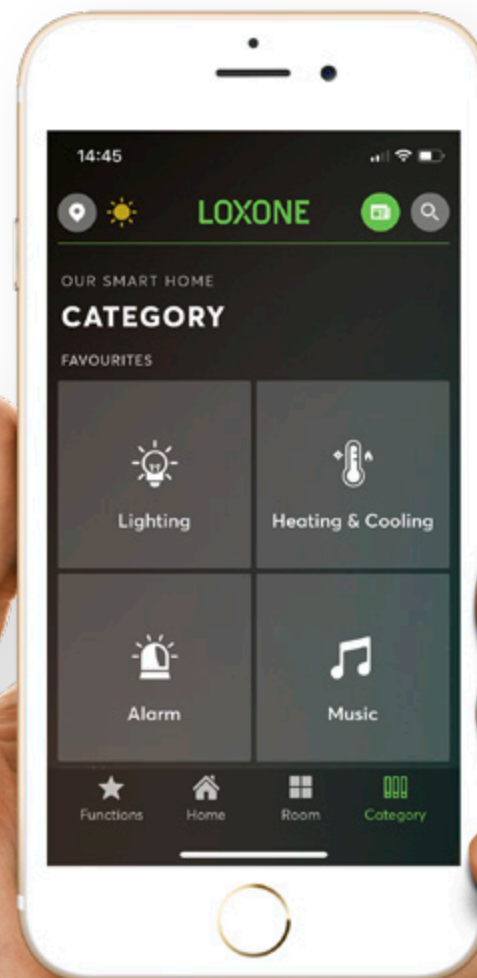 14:45
LOXONE
OUR SMART HOME
CATEGORY
FAVOURITES
Lighting
Heating & Cooling
Alarm
Music
Functions
Home
Room
Category